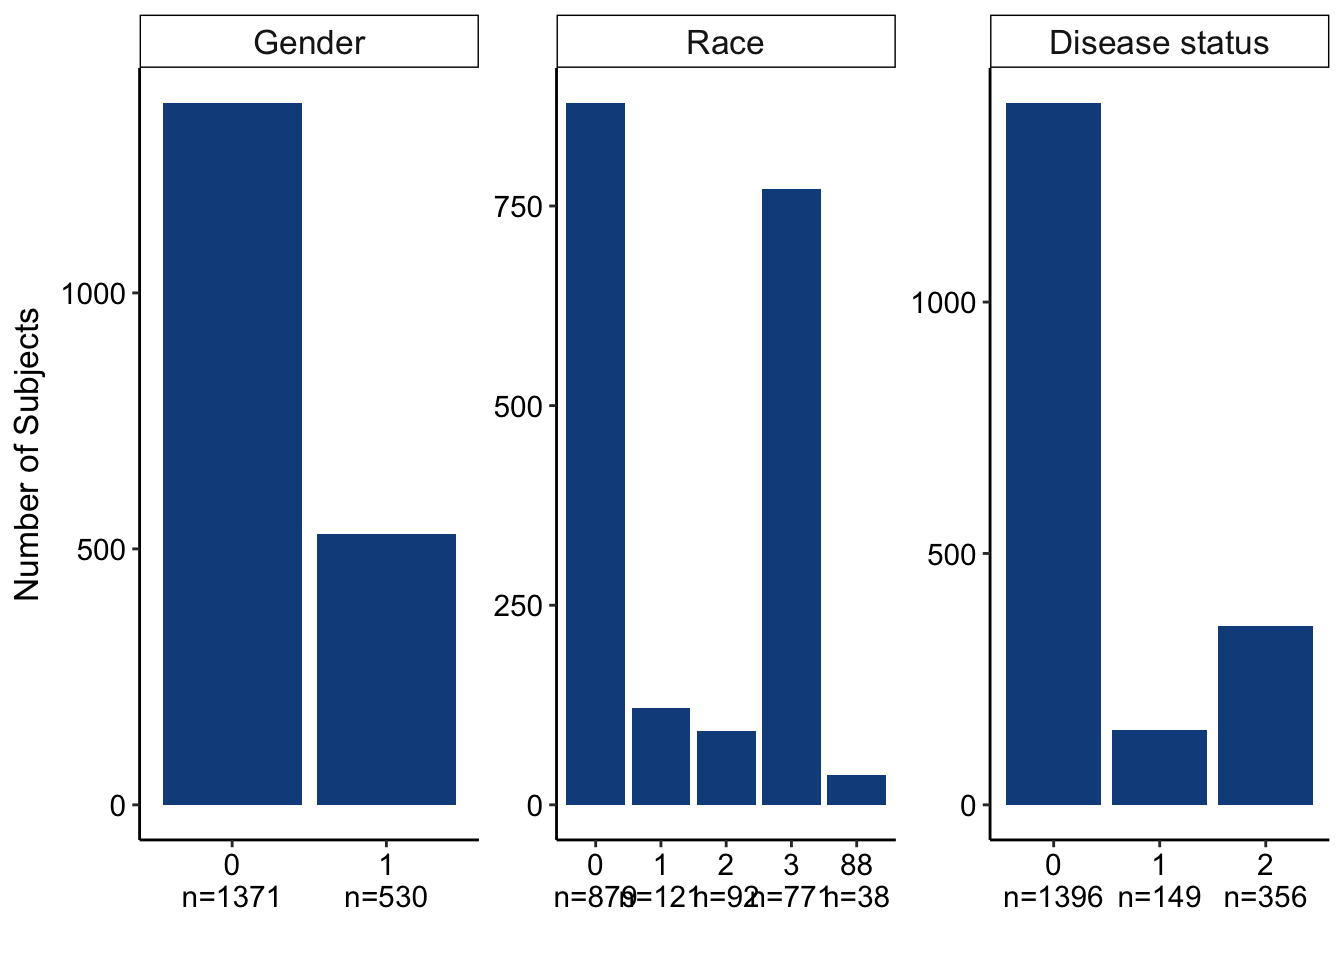 Gender
Race
Disease status
Number of Subjects
1000
500
0
750
500
250
0
1000
500
0
0
1
n=1371
n=530
0
1
2
3
88
n=879
n=121
n=92
n=771
n=38
0
1
2
n=1396
n=149
n=356